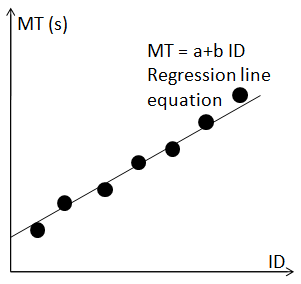 MT (s)
MT = a+b ID
Regression line
equation
ID